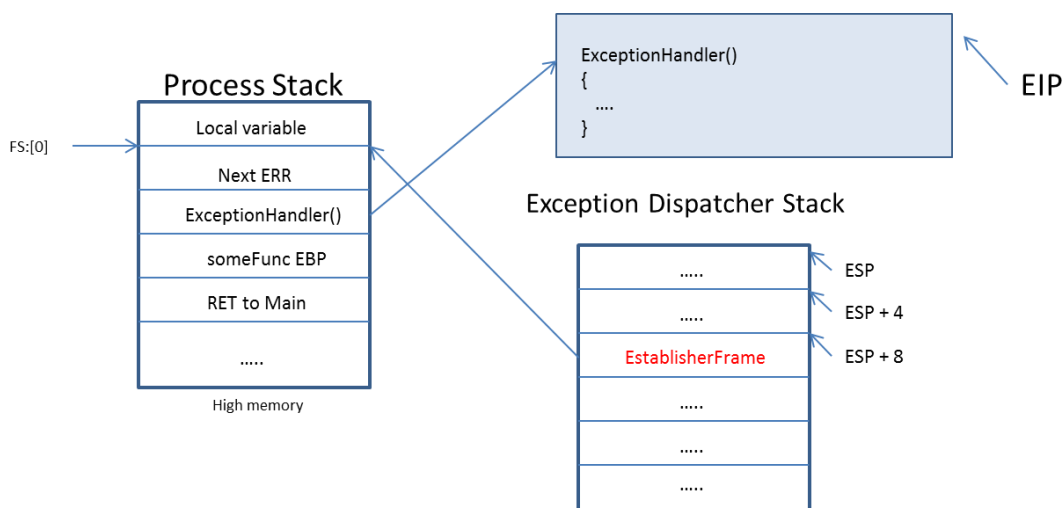 ExceptionHandler()
{
....
}
EIP
Process Stack
FS:[0]
Local variable
Next ERR
ExceptionHandler()
someFunc EBP
RET to Main
.....
High memory
Exception Dispatcher Stack
.....
ESP
.....
ESP + 4
EstablisherFrame
ESP + 8
.....
.....
.....